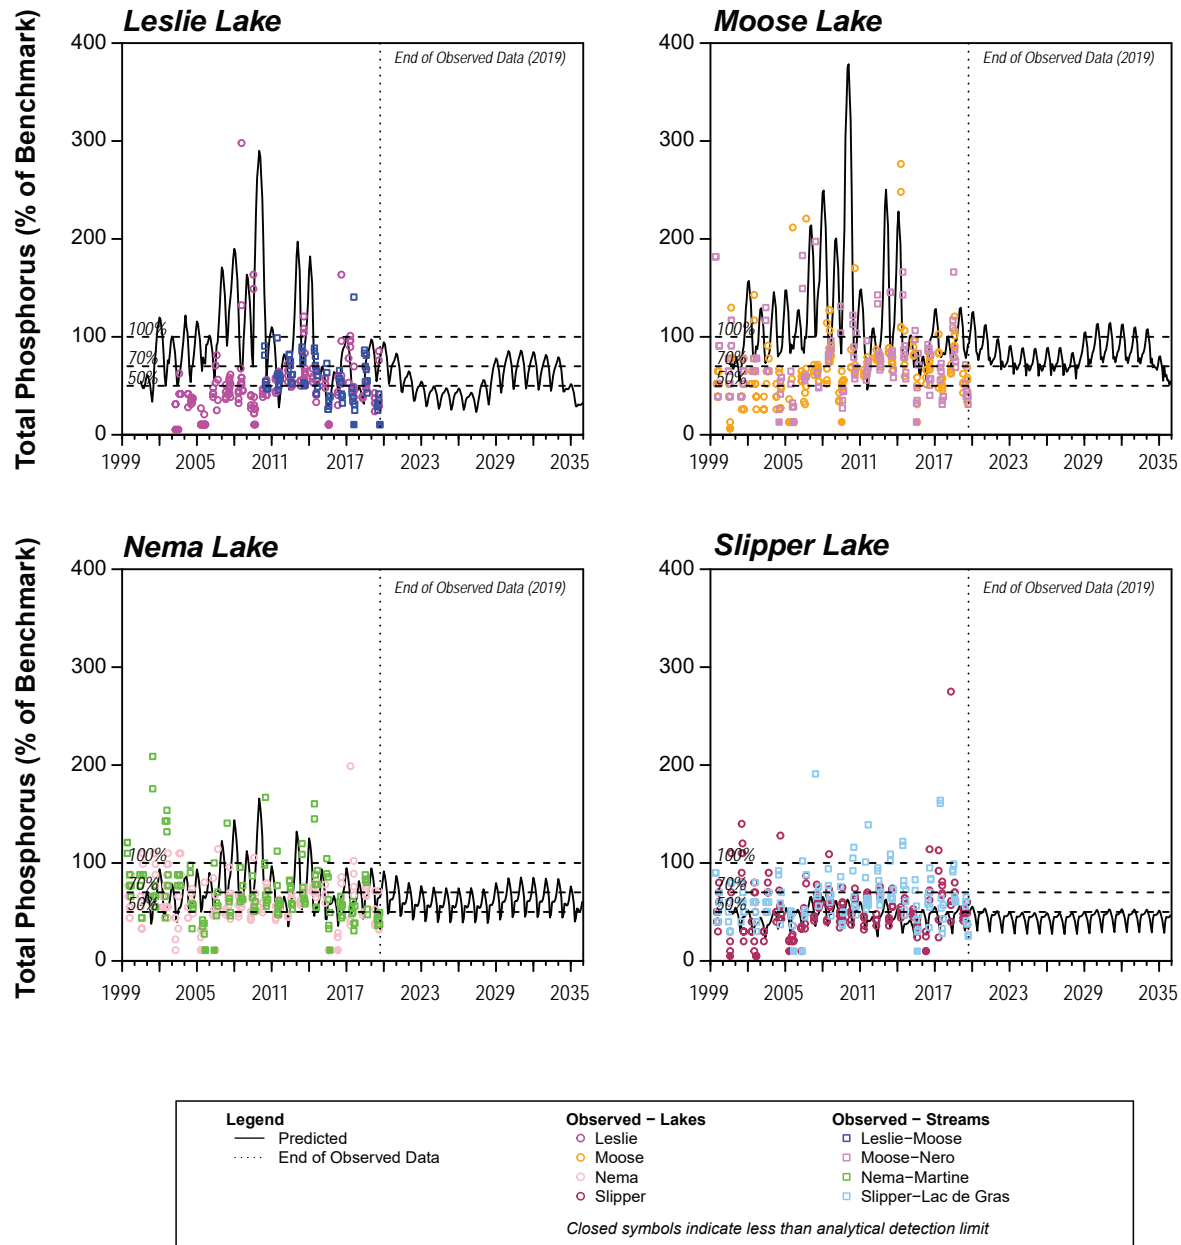 Leslie Lake
Total Phosphorus (% of Benchmark)
400
300
200
100
0
End of Observed Data (2019)
100%
70%
50%
1999 2005 2011 2017 2023 2029 2035
Moose Lake
400
300
200
100
0
End of Observed Data (2019)
100%
70%
50%
1999 2005 2011 2017 2023 2029 2035
Nema Lake
Total Phosphorus (% of Benchmark)
400
300
200
100
0
End of Observed Data (2019)
100%
70%
50%
1999 2005 2011 2017 2023 2029 2035
Slipper Lake
400
300
200
100
0
End of Observed Data (2019)
100%
70%
50%
1999 2005 2011 2017 2023 2029 2035
Legend
Predicted
End of Observed Data
Observed − Lakes
Leslie
Moose
Nema
Slipper
Observed − Streams
Leslie−Moose
Moose−Nero
Nema−Martine
Slipper−Lac de Gras
Closed symbols indicate less than analytical detection limit